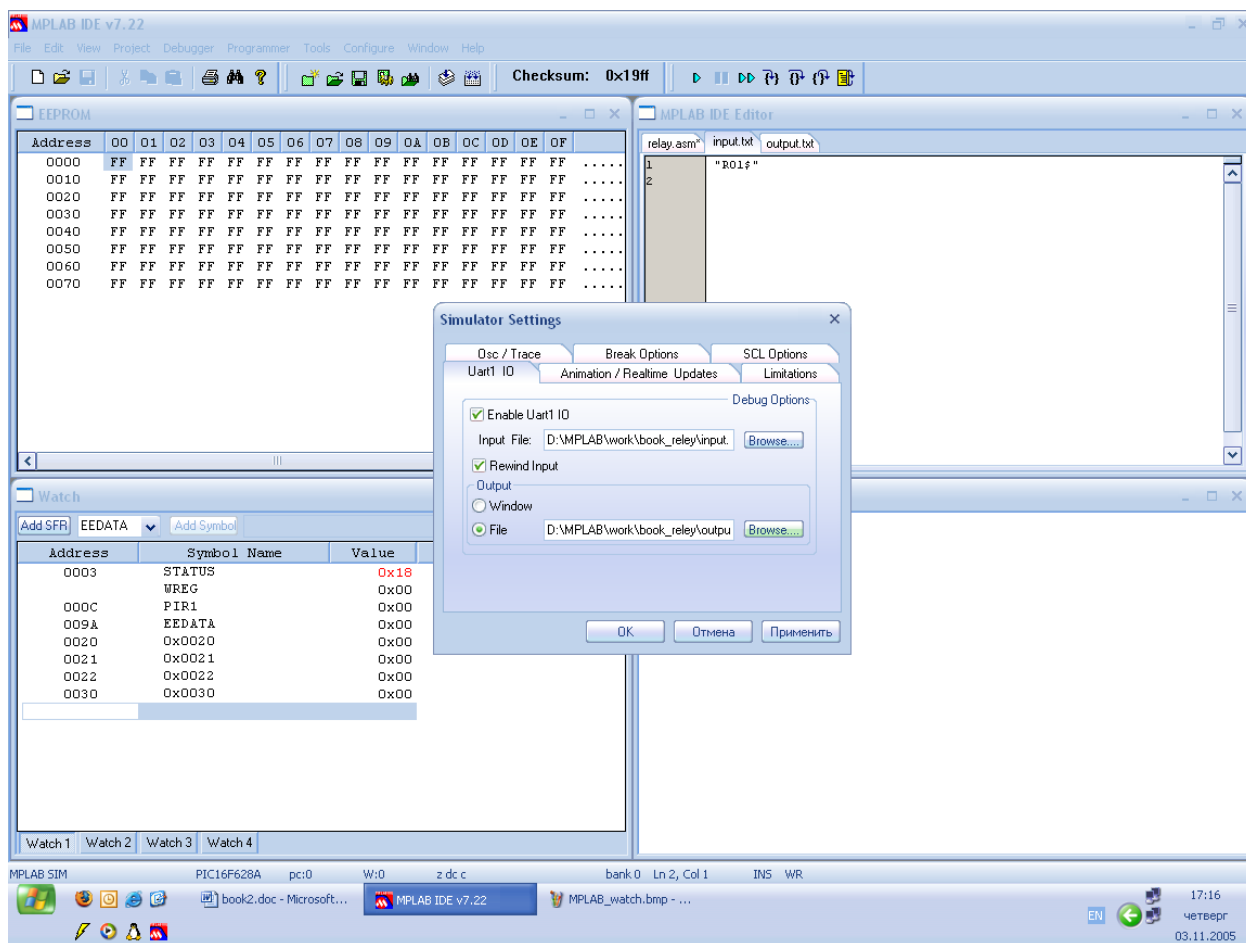 MPLAB IDE v7.22
File Edit View Project Debugger Programmer Tools Configure Window Help
Checksum: 0x19ff
EEPROM
Address 00 01 02 03 04 05 06 07 08 09 0A 0B 0C 0D 0E 0F
0000 FF FF FF FF FF FF FF FF FF FF FF FF FF FF FF FF .....
0010 FF FF FF FF FF FF FF FF FF FF FF FF FF FF FF FF .....
0020 FF FF FF FF FF FF FF FF FF FF FF FF FF FF FF FF .....
0030 FF FF FF FF FF FF FF FF FF FF FF FF FF FF FF FF .....
0040 FF FF FF FF FF FF FF FF FF FF FF FF FF FF FF FF .....
0050 FF FF FF FF FF FF FF FF FF FF FF FF FF FF FF FF .....
0060 FF FF FF FF FF FF FF FF FF FF FF FF FF FF FF FF .....
0070 FF FF FF FF FF FF FF FF FF FF FF FF FF FF FF FF .....
MPLAB IDE Editor
relay.asm* input.txt output.txt
1 "R01$"
2
Simulator Settings
Osc / Trace Break Options SCL Options
Uart1 IO Animation / Realtime Updates Limitations
Debug Options
Enable Uart1 IO
Input File: D:\MPLAB\work\book_reley\input. Browse....
Rewind Input
Output
Window
File D:\MPLAB\work\book_reley\outpu Browse....
OK Отмена Применить
Watch
Add SFR EEDATA Add Symbol
Address Symbol Name Value
0003 STATUS 0x18
WREG 0x00
000C PIR1 0x00
009A EEDATA 0x00
0020 0x0020 0x00
0021 0x0021 0x00
0022 0x0022 0x00
0030 0x0030 0x00
Watch 1 Watch 2 Watch 3 Watch 4
MPLAB SIM PIC16F628A pc:0 W:0 z dc c bank 0 Ln 2, Col 1 INS WR
book2.doc - Microsoft... MPLAB IDE v7.22 MPLAB_watch.bmp - ...
EN
17:16
четверг
03.11.2005